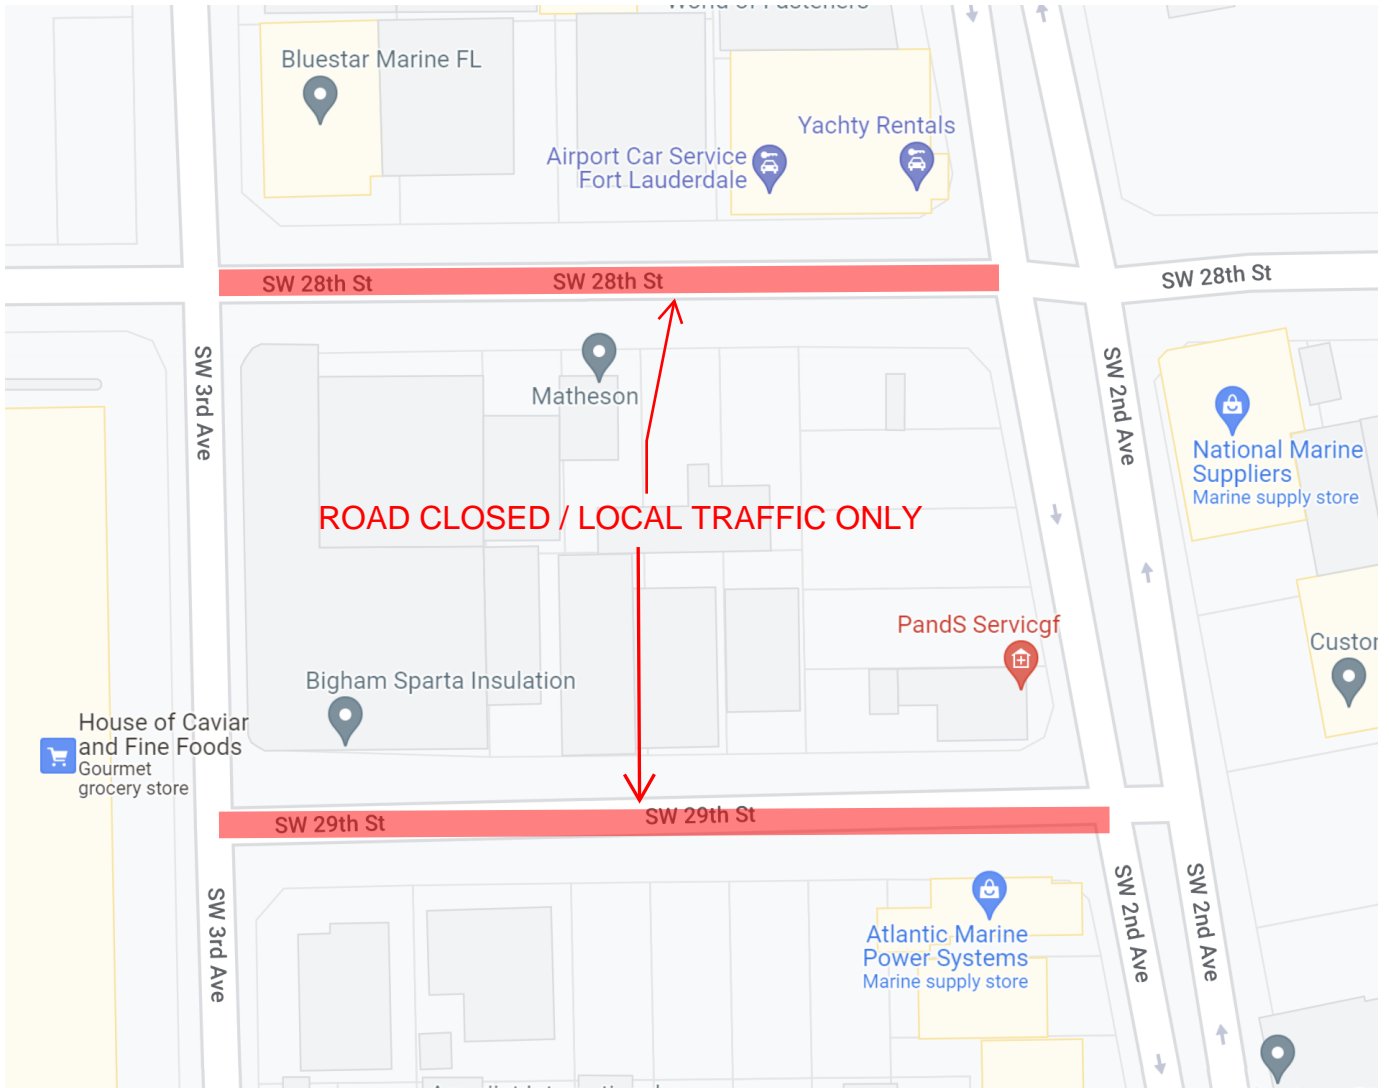 World of Fasteners
Bluestar Marine FL
Yachty Rentals
Airport Car Service
Fort Lauderdale
SW 28th St
SW 28th St
SW 28th St
SW 3rd Ave
Matheson
SW 2nd Ave
National Marine
Suppliers
Marine supply store
ROAD CLOSED / LOCAL TRAFFIC ONLY
PandS Servicgf
Custor
Bigham Sparta Insulation
House of Caviar
and Fine Foods
Gourmet
grocery store
SW 29th St
SW 29th St
SW 3rd Ave
SW 2nd Ave
SW 2nd Ave
Atlantic Marine
Power Systems
Marine supply store